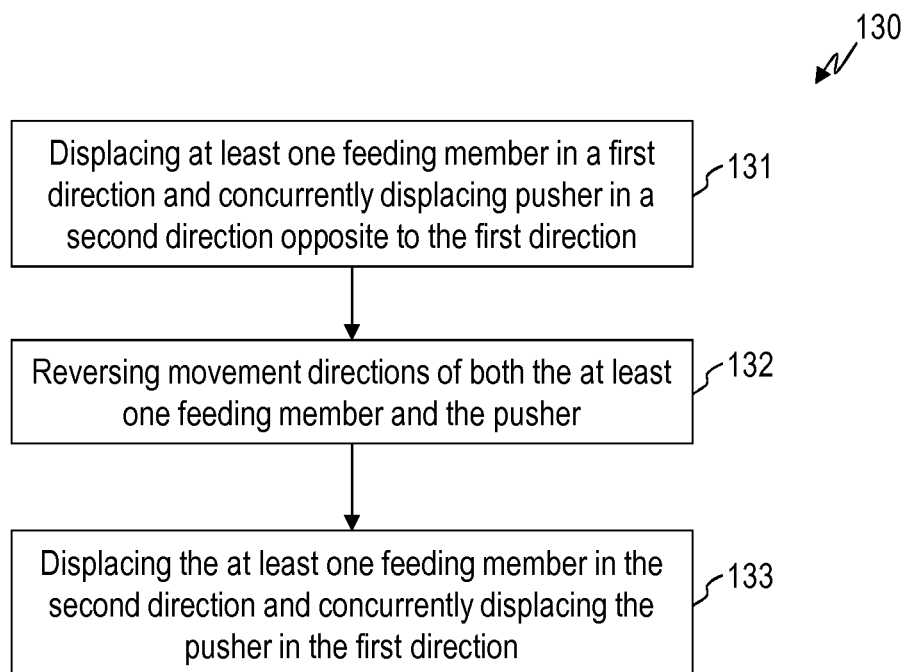 130
Displacing at least one feeding member in a first
direction and concurrently displacing pusher in a
second direction opposite to the first direction
131
Reversing movement directions of both the at least
one feeding member and the pusher
132
Displacing the at least one feeding member in the
second direction and concurrently displacing the
pusher in the first direction
133